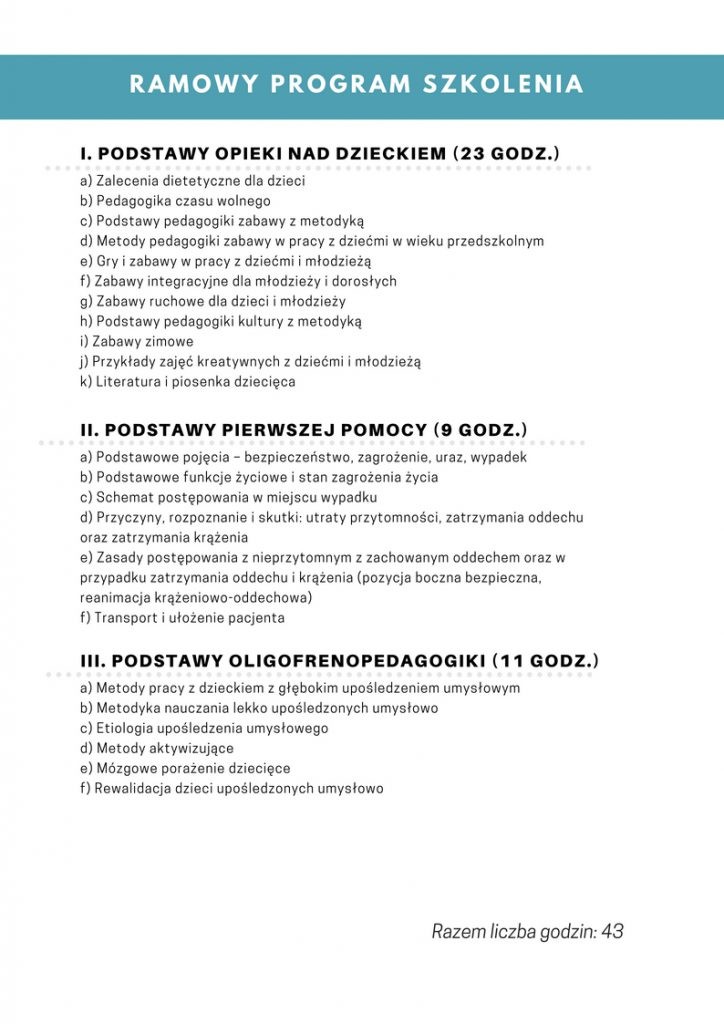 RAMOWY PROGRAM SZKOLENIA
I. PODSTAWY OPIEKI NAD DZIECKIEM (23 GODZ.)
a) Zalecenia dietetyczne dla dzieci
b) Pedagogika czasu wolnego
c) Podstawy pedagogiki zabawy z metodyką
d) Metody pedagogiki zabawy w pracy z dziećmi w wieku przedszkolnym
e) Gry i zabawy w pracy z dziećmi i młodzieżą
f) Zabawy integracyjne dla młodzieży i dorosłych
g) Zabawy ruchowe dla dzieci i młodzieży
h) Podstawy pedagogiki kultury z metodyką
i) Zabawy zimowe
j) Przykłady zajęć kreatywnych z dziećmi i młodzieżą
k) Literatura i piosenka dziecięca
II. PODSTAWY PIERWSZEJ POMOCY (9 GODZ.)
a) Podstawowe pojęcia – bezpieczeństwo, zagrożenie, uraz, wypadek
b) Podstawowe funkcje życiowe i stan zagrożenia życia
c) Schemat postępowania w miejscu wypadku
d) Przyczyny, rozpoznanie i skutki: utraty przytomności, zatrzymania oddechu
oraz zatrzymania krążenia
e) Zasady postępowania z nieprzytomnym z zachowanym oddechem oraz w
przypadku zatrzymania oddechu i krążenia (pozycja boczna bezpieczna,
reanimacja krążeniowo-oddechowa)
f) Transport i ułożenie pacjenta
III. PODSTAWY OLIGOFRENOPEDAGOGIKI (11 GODZ.)
a) Metody pracy z dzieckiem z głębokim upośledzeniem umysłowym
b) Metodyka nauczania lekko upośledzonych umysłowo
c) Etiologia upośledzenia umysłowego
d) Metody aktywizujące
e) Mózgowe porażenie dziecięce
f) Rewalidacja dzieci upośledzonych umysłowo
Razem liczba godzin: 43